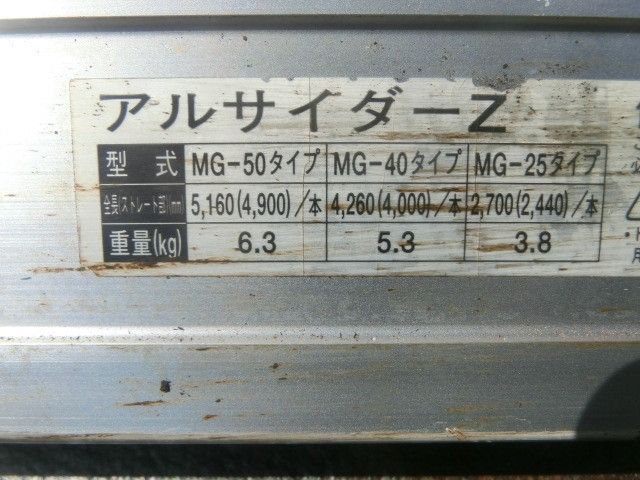 アルサイダーZ
型式 MG-50タイプ MG-40タイプ MG-25タイプ
全長(ストレート部)(mm) 5,160(4,900)/本 4,260(4,000)/本 2,700(2,440)/本
重量(kg) 6.3 5.3 3.8